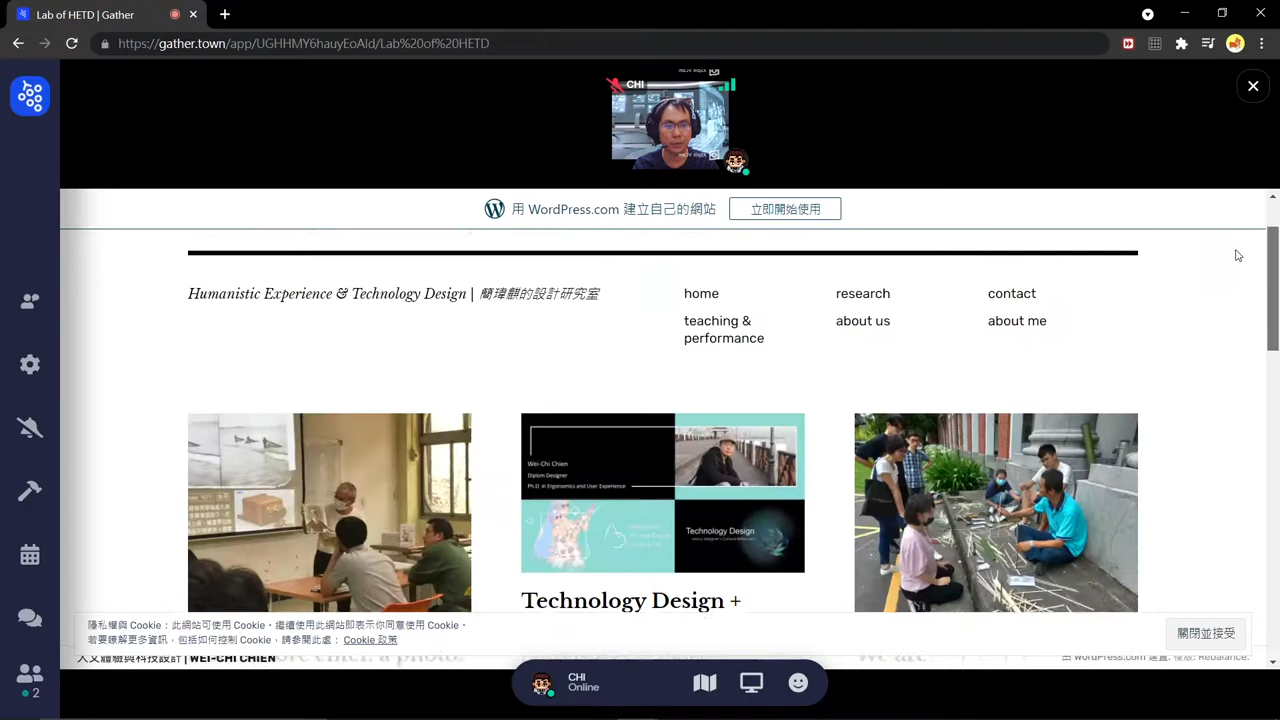 Lab of HETD | Gather
https://gather.town/app/UGHHMY6hauyEoAld/Lab%20of%20HETD
CHI
用 WordPress.com 建立自己的網站
立即開始使用
Humanistic Experience & Technology Design | 簡瑋麒的設計研究室
home
research
contact
teaching &
performance
about us
about me
Wei-Chi Chien
Diplom Designer
Ph.D. in Ergonomics and User Experience
Technology Design
Technology Design +
隱私權與 Cookie：此網站可使用 Cookie。繼續使用此網站即表示你同意使用 Cookie。
若要瞭解更多資訊，包括如何控制 Cookie，請參閱此處： Cookie 政策
關閉並接受
人文體驗與科技設計 | WEI-CHI CHIEN
CHI
Online
2